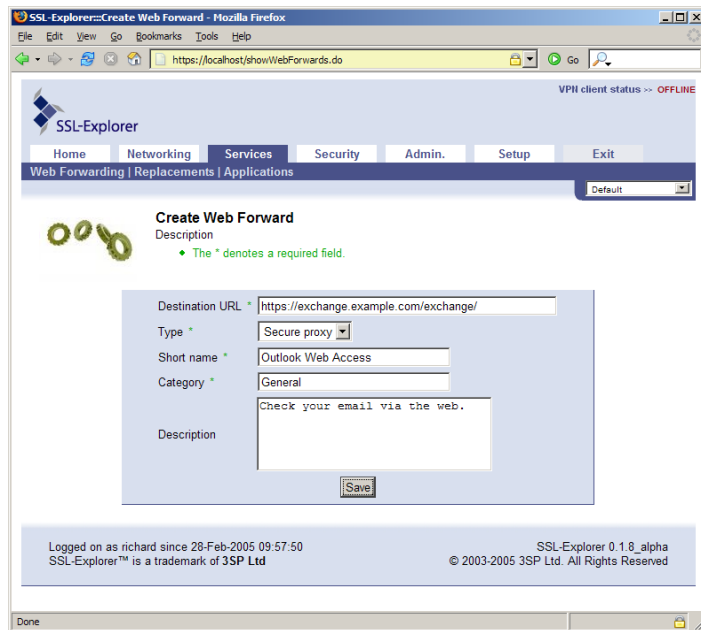 SSL-Explorer:::Create Web Forward - Mozilla Firefox
File Edit View Go Bookmarks Tools Help
https://localhost/showWebForwards.do Go
VPN client status >> OFFLINE
SSL-Explorer
Home Networking Services Security Admin. Setup Exit
Web Forwarding | Replacements | Applications
Default
Create Web Forward
Description
The * denotes a required field.
Destination URL * https://exchange.example.com/exchange/
Type * Secure proxy
Short name * Outlook Web Access
Category * General
Description Check your email via the web.
Save
Logged on as richard since 28-Feb-2005 09:57:50 SSL-Explorer 0.1.8_alpha
SSL-Explorer™ is a trademark of 3SP Ltd © 2003-2005 3SP Ltd. All Rights Reserved
Done